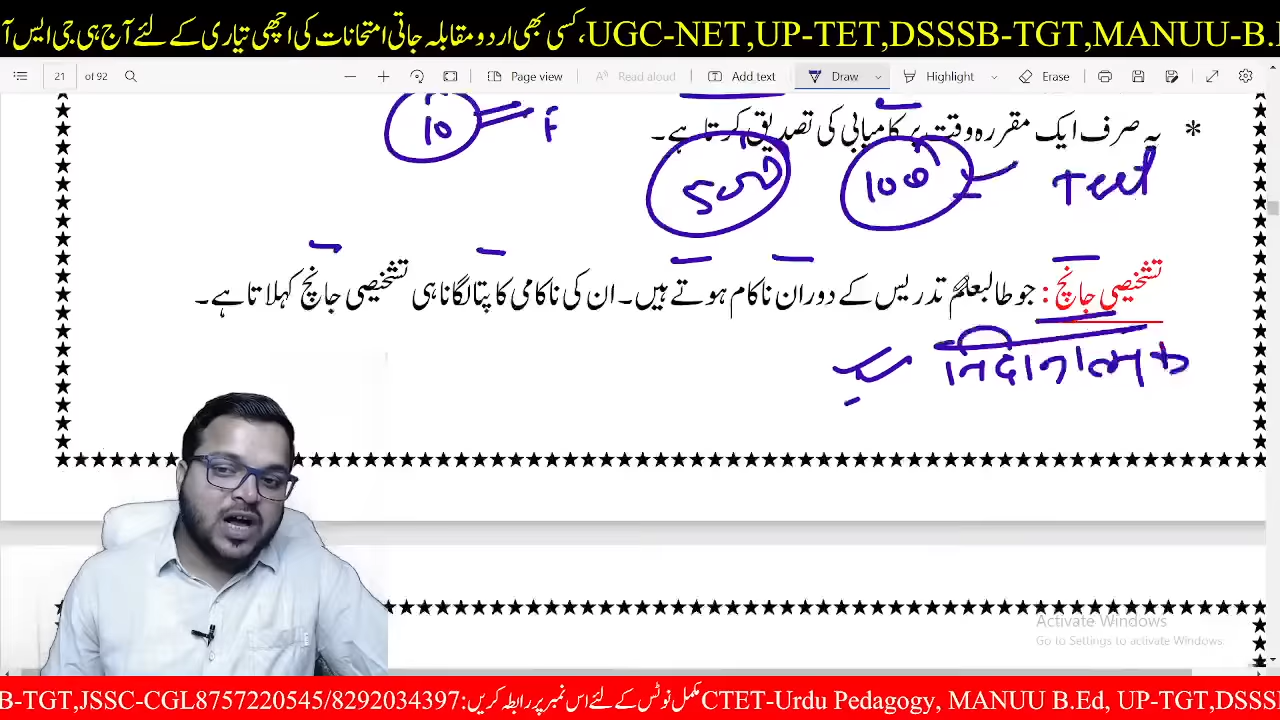 کسی بھی اردو مقابلہ جاتی امتحانات کی اچھی تیاری کے لئے آج ہی جی ایس آ ،UGC-NET,UP-TET,DSSSB-TGT,MANUU-B.
21 of 92 Page view Read aloud Add text Draw Highlight Erase
* یہ صرف ایک مقررہ وقت پر کامیابی کی تصدیق کرتا ہے۔
10 F
500 100 Test
تشخیصی جانچ : جو طالبعلم تدریس کے دوران ناکام ہوتے ہیں۔ ان کی ناکامی کا پتا لگانا ہی تشخیصی جانچ کہلاتا ہے۔
निदानात्मक
Activate Windows
Go to Settings to activate Windows.
B-TGT,JSSC-CGL مکمل نوٹس کے لئے اس نمبر پر رابطہ کریں:8757220545/8292034397 CTET-Urdu Pedagogy, MANUU B.Ed, UP-TGT,DSSS